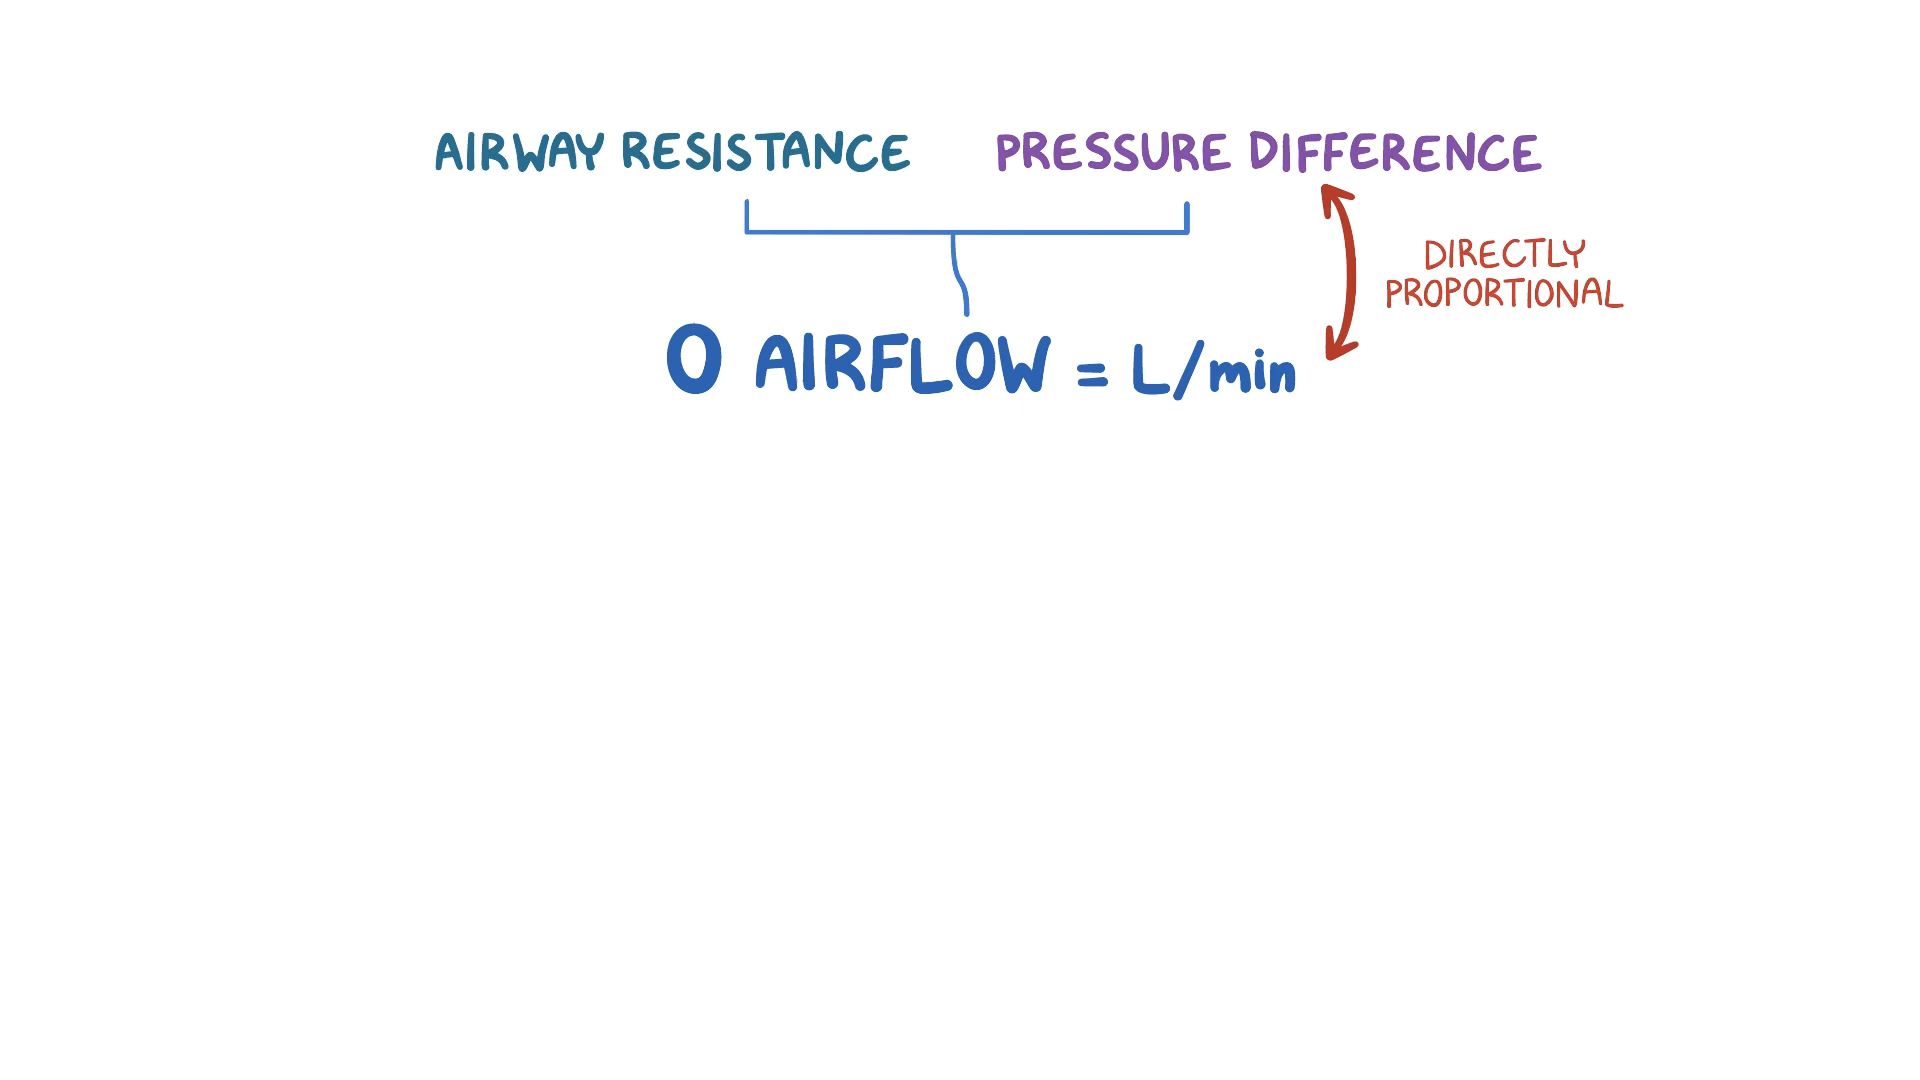 AIRWAY RESISTANCE PRESSURE DIFFERENCE
DIRECTLY
PROPORTIONAL
O AIRFLOW = L/min